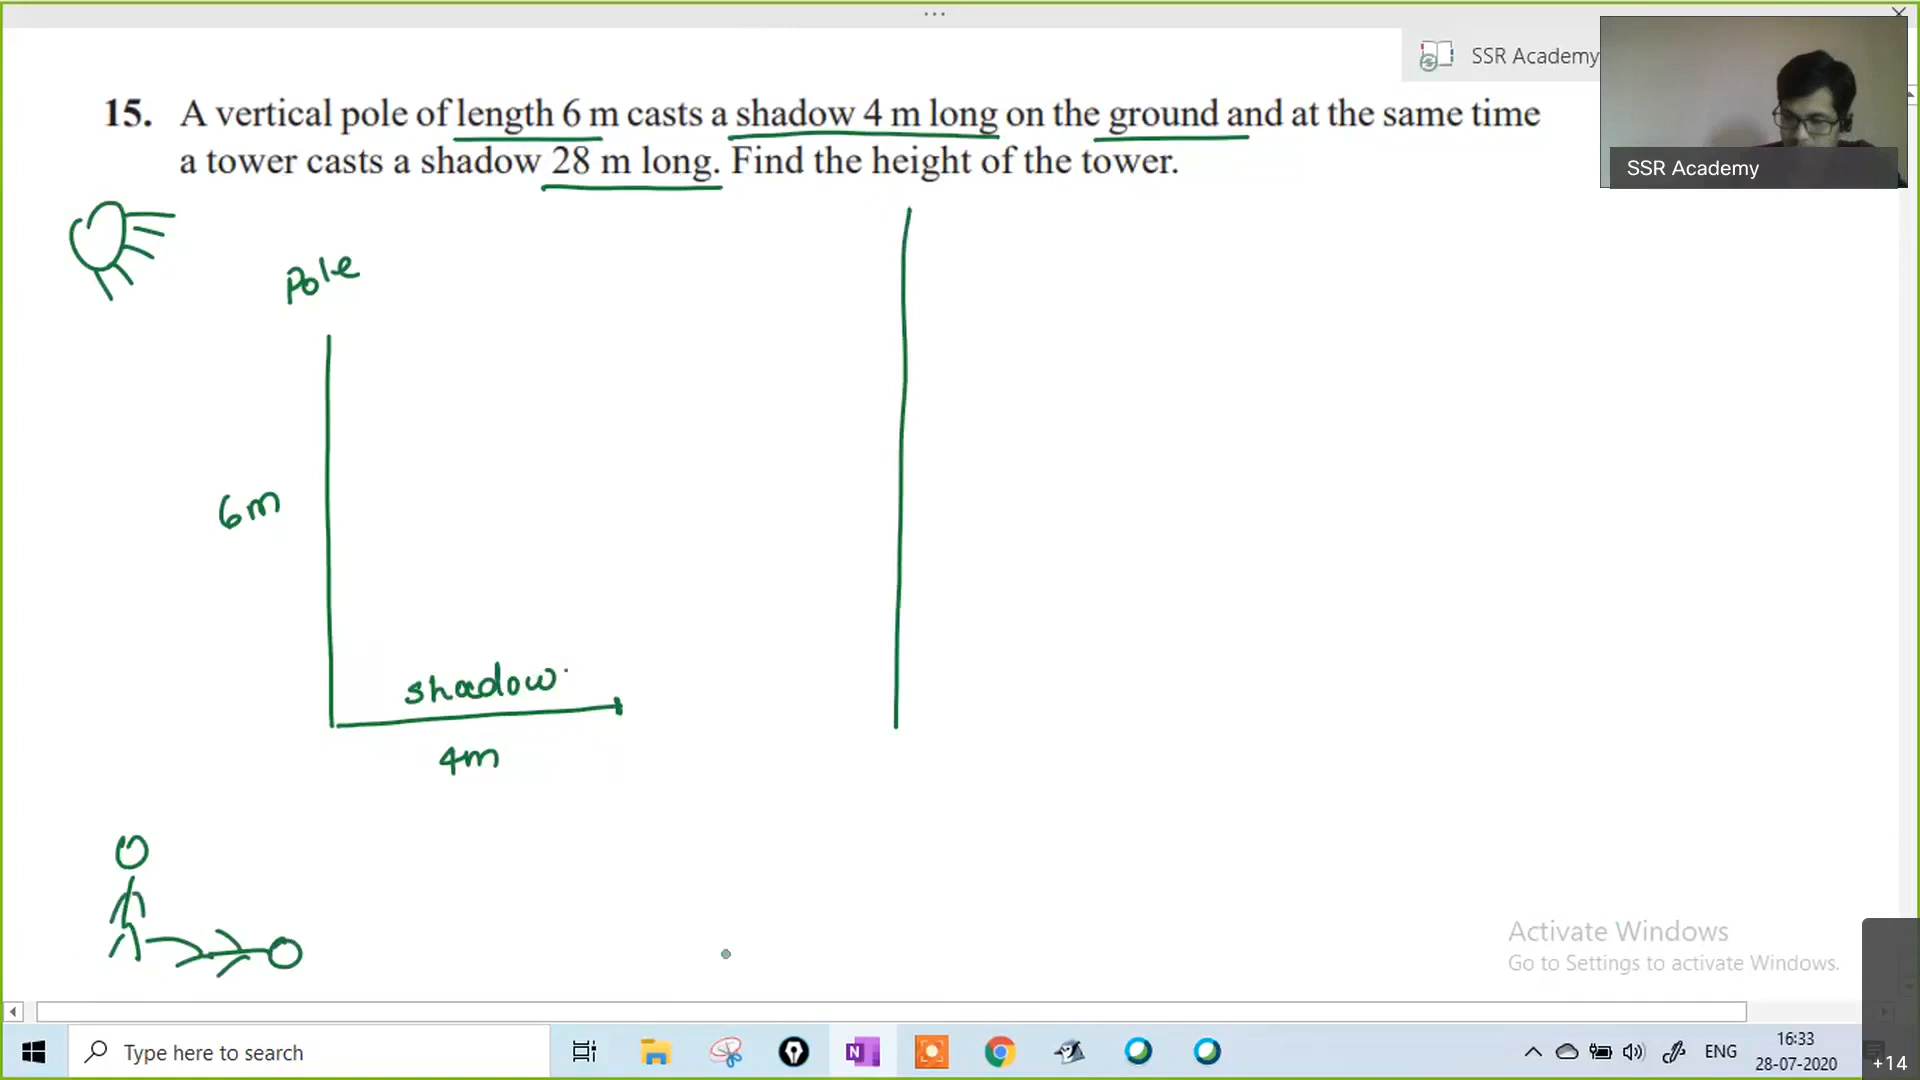 SSR Academy
SSR Academy
15. A vertical pole of length 6 m casts a shadow 4 m long on the ground and at the same time
a tower casts a shadow 28 m long. Find the height of the tower.
Pole
6m
shadow
4m
Activate Windows
Go to Settings to activate Windows.
Type here to search
N
ENG
16:33
28-07-2020
+14